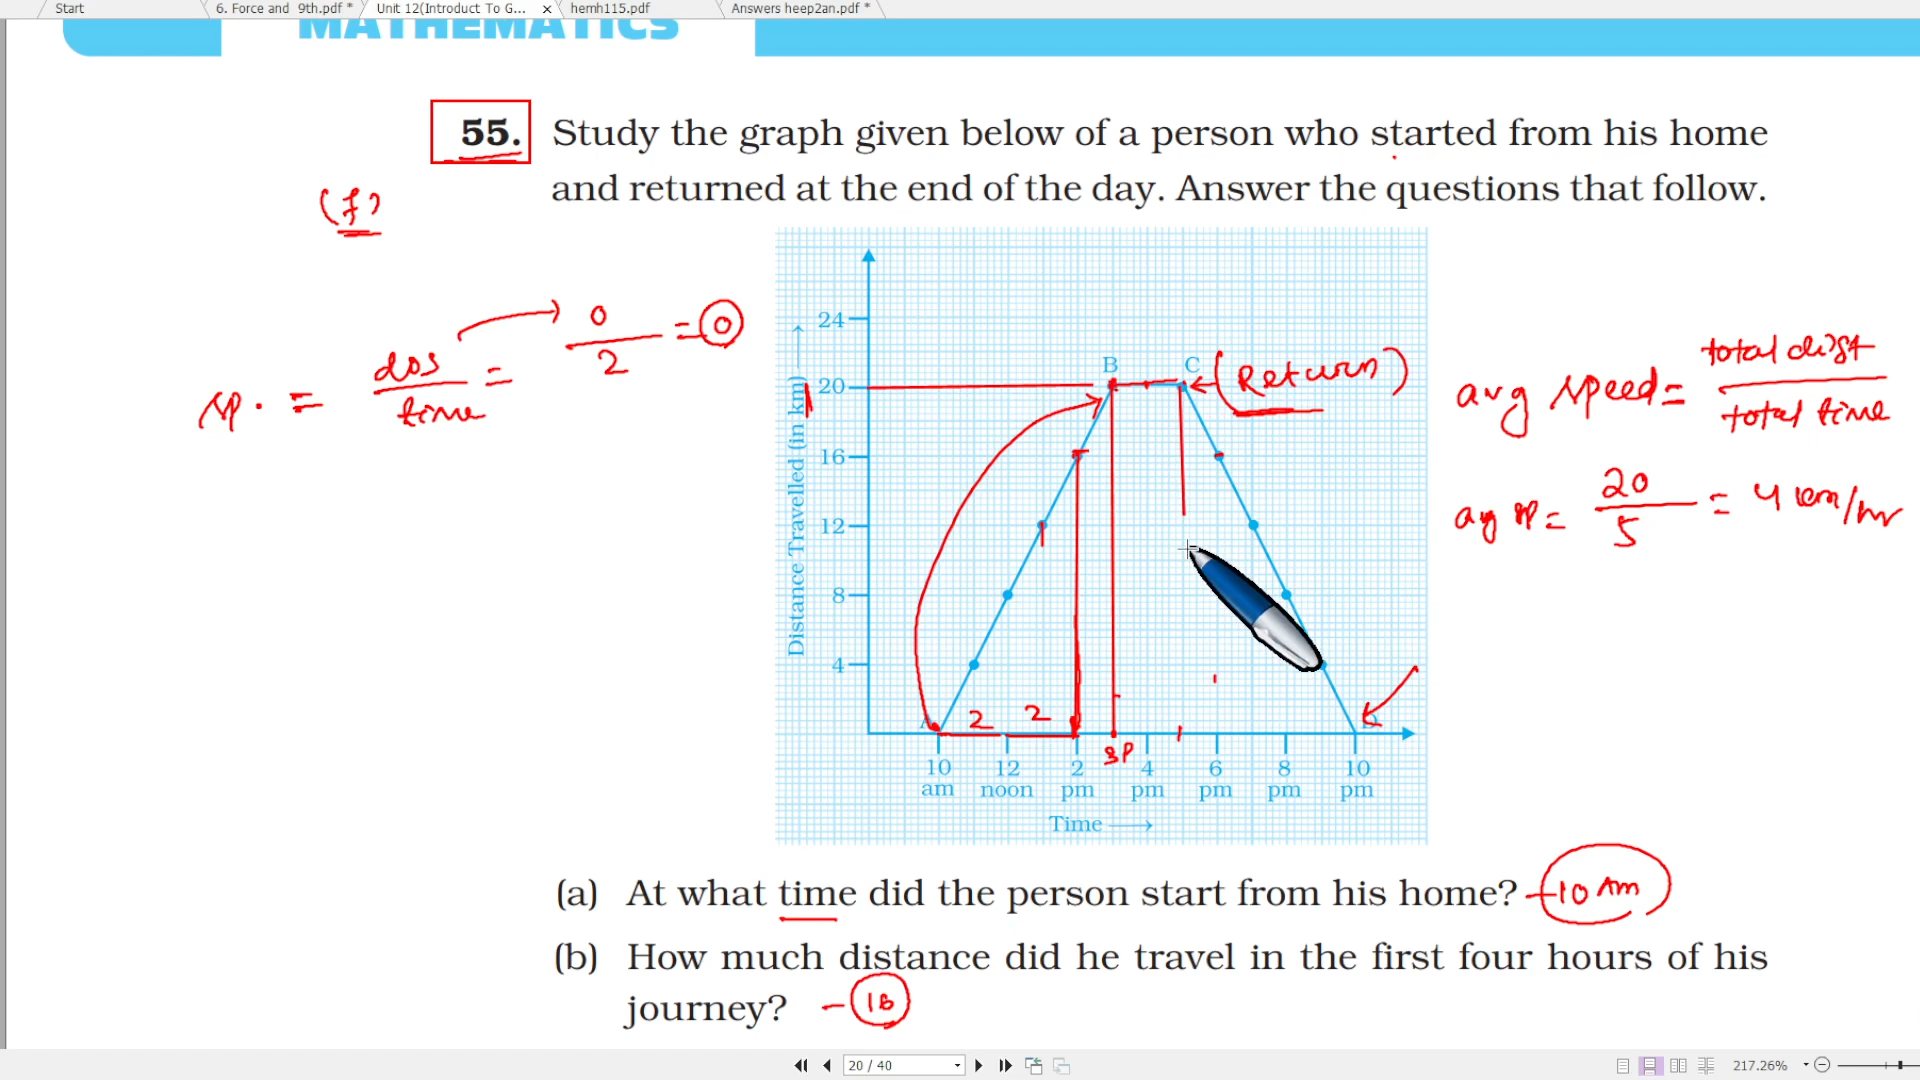 Start
6. Force and 9th.pdf *
Unit 12(Introduct To G... ×
hemh115.pdf
Answers heep2an.pdf *
MATHEMATICS
55. Study the graph given below of a person who started from his home
and returned at the end of the day. Answer the questions that follow.
(f)
sp. = dis/time = 0/2 = 0
Distance Travelled (in km)
24
20
16
12
8
4
A
B
C
D
(Return)
2 2
3P
10 am
12 noon
2 pm
4 pm
6 pm
8 pm
10 pm
Time
avg speed = total dist/total time
avg sp = 20/5 = 4 km/hr
(a) At what time did the person start from his home? - 10 Am
(b) How much distance did he travel in the first four hours of his
journey? - 16
20 / 40
217.26%